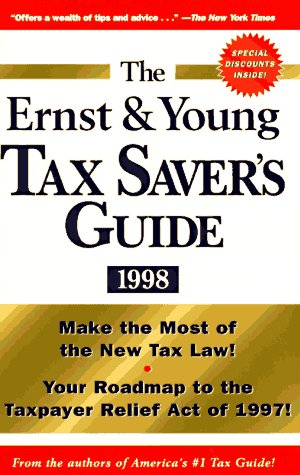 "Offers a wealth of tips and advice . . ." —The New York Times
SPECIAL
DISCOUNTS
INSIDE!
The
Ernst & Young
TAX SAVER'S
GUIDE
1998
Make the Most of
the New Tax Law!
•
Your Roadmap to the
Taxpayer Relief Act of 1997!
From the authors of America's #1 Tax Guide!